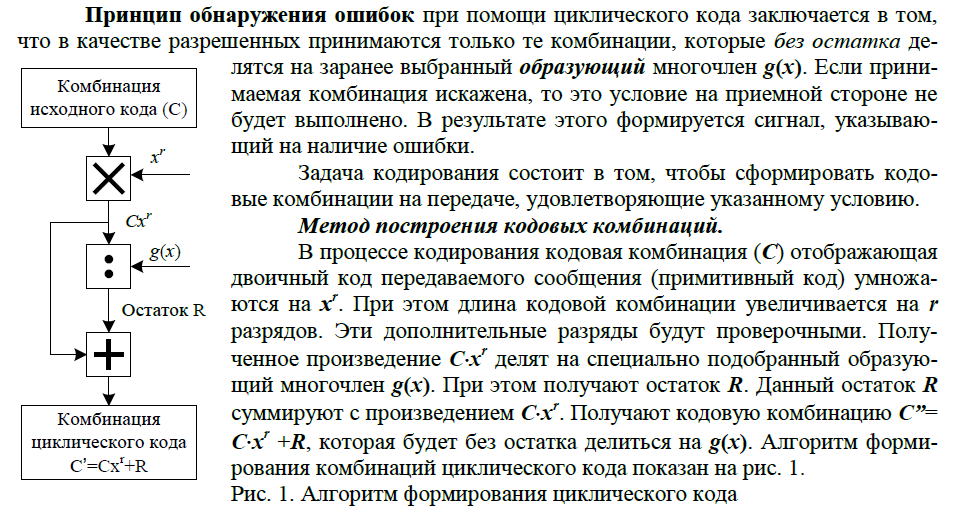 Принцип обнаружения ошибок при помощи циклического кода заключается в том,
что в качестве разрешенных принимаются только те комбинации, которые без остатка де-
лятся на заранее выбранный образующий многочлен g(x). Если прини-
маемая комбинация искажена, то это условие на приемной стороне не
будет выполнено. В результате этого формируется сигнал, указываю-
щий на наличие ошибки.
Задача кодирования состоит в том, чтобы сформировать кодо-
вые комбинации на передаче, удовлетворяющие указанному условию.
Метод построения кодовых комбинаций.
В процессе кодирования кодовая комбинация (C) отображающая
двоичный код передаваемого сообщения (примитивный код) умножа-
ются на xʳ. При этом длина кодовой комбинации увеличивается на r
разрядов. Эти дополнительные разряды будут проверочными. Полу-
ченное произведение C·xʳ делят на специально подобранный образую-
щий многочлен g(x). При этом получают остаток R. Данный остаток R
суммируют с произведением C·xʳ. Получают кодовую комбинацию C”=
C·xʳ +R, которая будет без остатка делиться на g(x). Алгоритм форми-
рования комбинаций циклического кода показан на рис. 1.
Рис. 1. Алгоритм формирования циклического кода
Комбинация
исходного кода (C)
xʳ
Cxʳ
g(x)
Остаток R
Комбинация
циклического кода
C’=Cxʳ+R